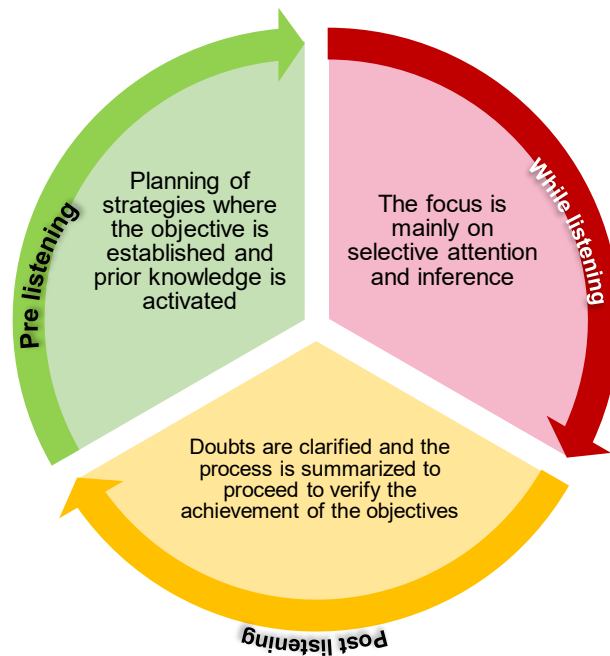 Pre listening
Planning of
strategies where
the objective is
established and
prior knowledge is
activated
While listening
The focus is
mainly on
selective attention
and inference
Post listening
Doubts are clarified and the
process is summarized to
proceed to verify the
achievement of the objectives